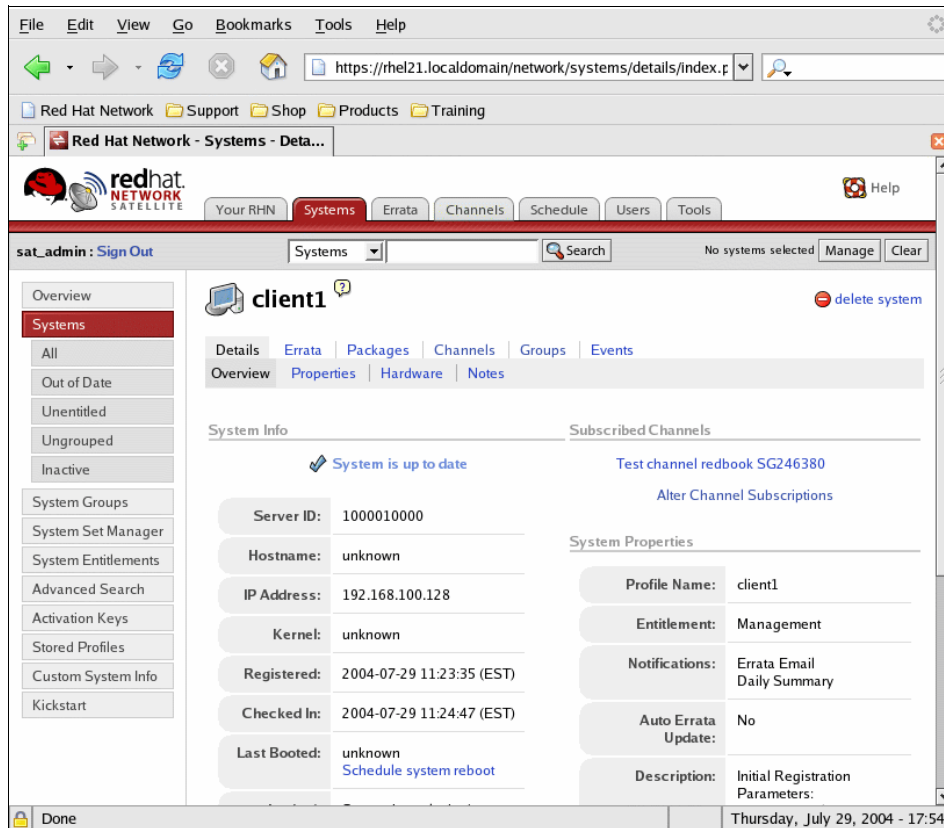 File Edit View Go Bookmarks Tools Help
https://rhel21.localdomain/network/systems/details/index.p
Red Hat Network Support Shop Products Training
Red Hat Network - Systems - Deta...
redhat.
NETWORK
SATELLITE
Help
Your RHN Systems Errata Channels Schedule Users Tools
sat_admin : Sign Out Systems Search No systems selected Manage Clear
Overview
Systems
All
Out of Date
Unentitled
Ungrouped
Inactive
System Groups
System Set Manager
System Entitlements
Advanced Search
Activation Keys
Stored Profiles
Custom System Info
Kickstart
client1 ? delete system
Details Errata Packages Channels Groups Events
Overview Properties Hardware Notes
System Info
System is up to date
Server ID: 1000010000
Hostname: unknown
IP Address: 192.168.100.128
Kernel: unknown
Registered: 2004-07-29 11:23:35 (EST)
Checked In: 2004-07-29 11:24:47 (EST)
Last Booted: unknown
Schedule system reboot
Subscribed Channels
Test channel redbook SG246380
Alter Channel Subscriptions
System Properties
Profile Name: client1
Entitlement: Management
Notifications: Errata Email
Daily Summary
Auto Errata
Update: No
Description: Initial Registration
Parameters:
Done Thursday, July 29, 2004 - 17:54